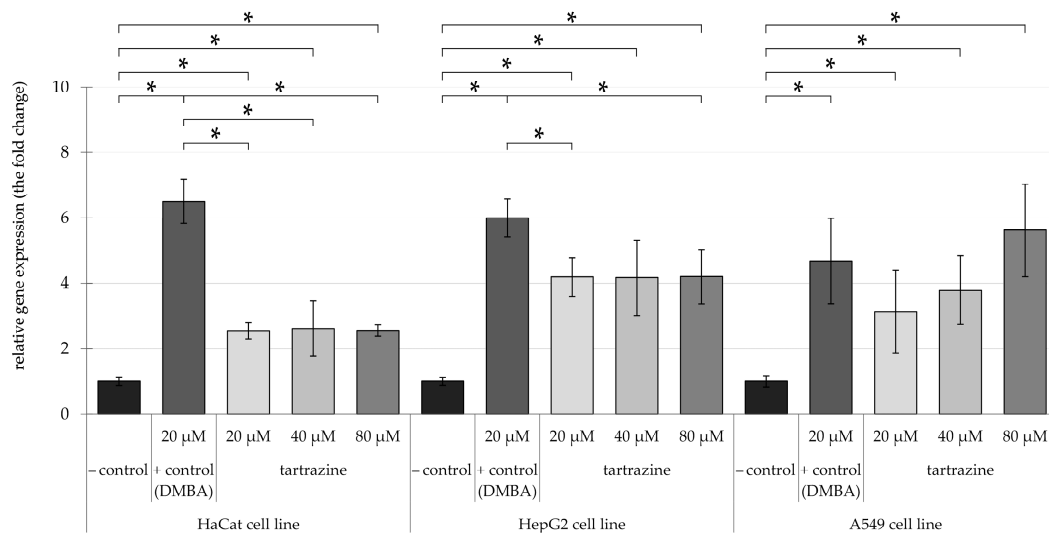 * * *
* * *
* * *
* * * * *
* *
* *
relative gene expression (the fold change)
10
8
6
4
2
0
20 µM 20 µM 40 µM 80 µM 20 µM 20 µM 40 µM 80 µM 20 µM 20 µM 40 µM 80 µM
– control + control tartrazine – control + control tartrazine – control + control tartrazine
(DMBA) (DMBA) (DMBA)
HaCat cell line HepG2 cell line A549 cell line